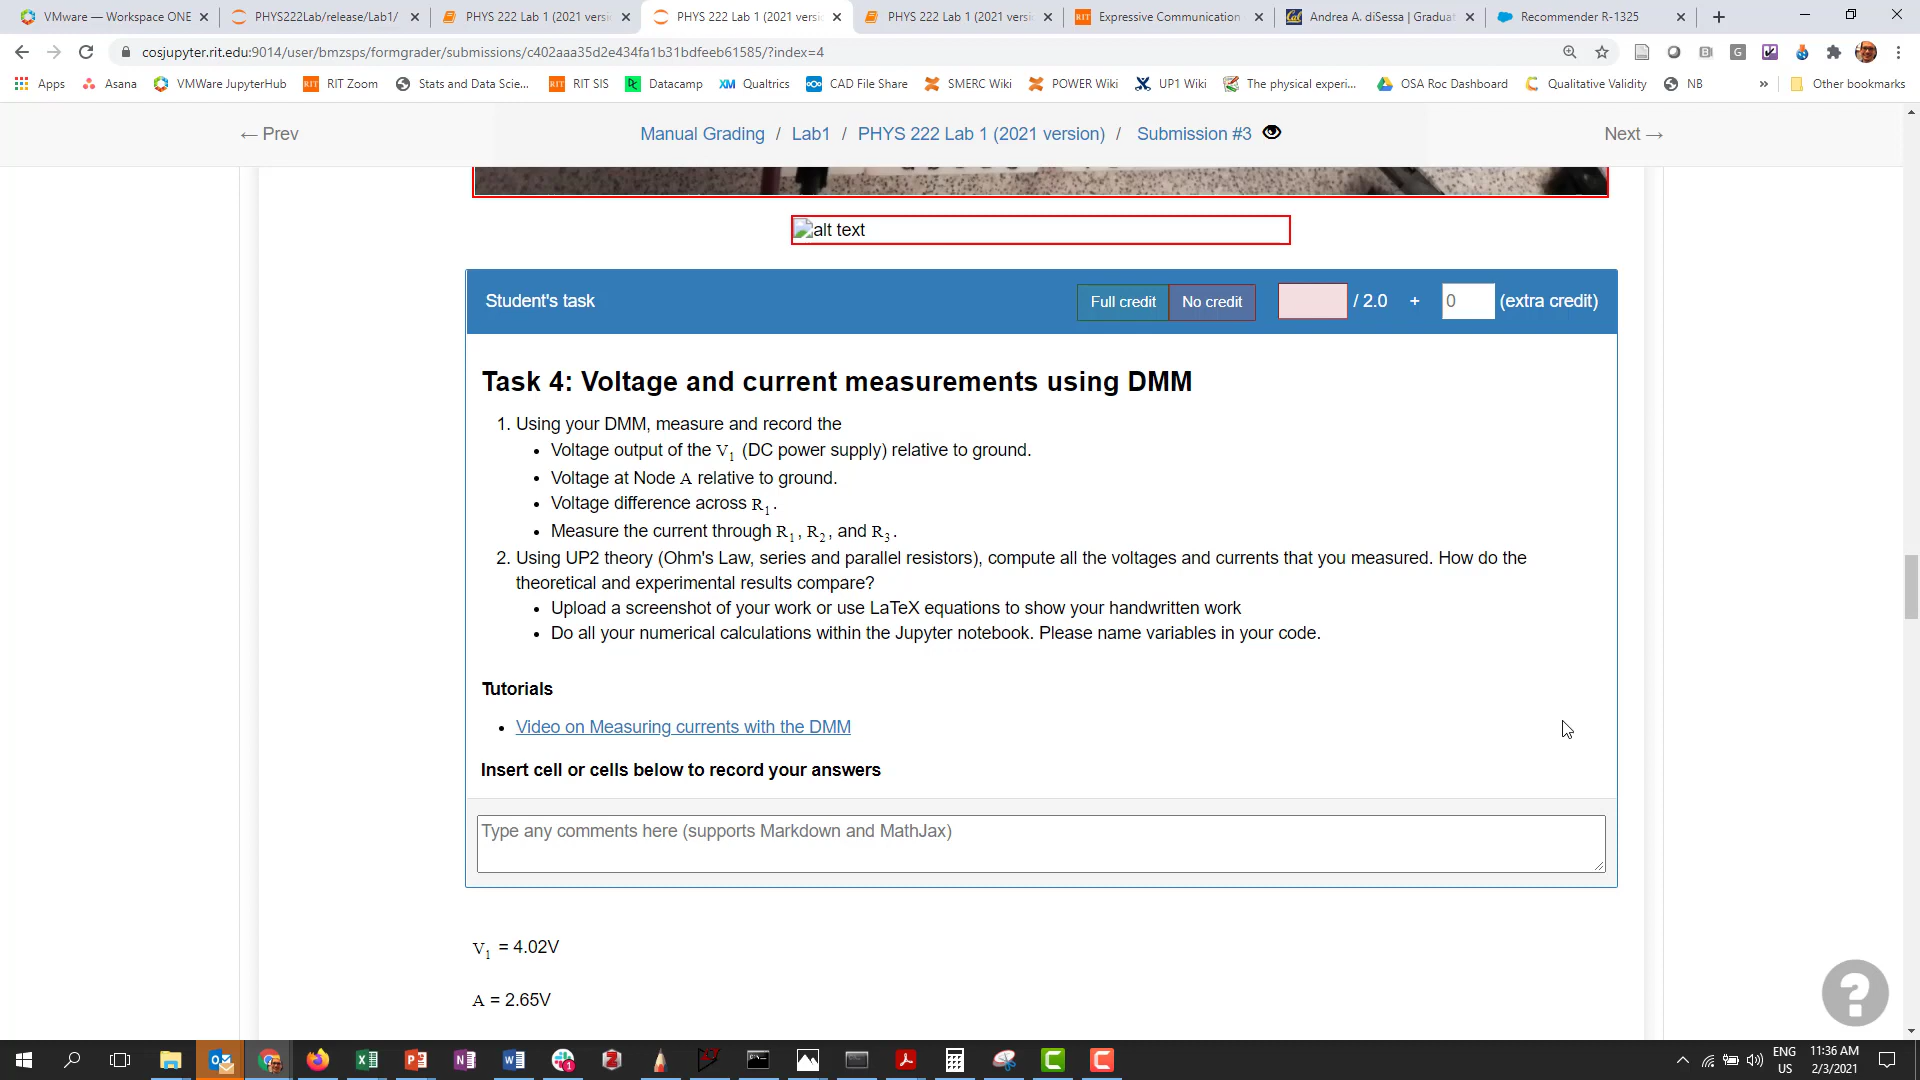 VMware — Workspace ONE
PHYS222Lab/release/Lab1/
PHYS 222 Lab 1 (2021 versi
PHYS 222 Lab 1 (2021 versi
PHYS 222 Lab 1 (2021 versi
RIT Expressive Communication
Cal Andrea A. diSessa | Graduat
Recommender R-1325
cosjupyter.rit.edu:9014/user/bmzsps/formgrader/submissions/c402aaa35d2e434fa1b31bdfeeb61585/?index=4
Apps
Asana
VMWare JupyterHub
RIT RIT Zoom
Stats and Data Scie...
RIT RIT SIS
Datacamp
XM Qualtrics
CAD File Share
SMERC Wiki
POWER Wiki
UP1 Wiki
The physical experi...
OSA Roc Dashboard
Qualitative Validity
NB
»
Other bookmarks
← Prev
Manual Grading / Lab1 / PHYS 222 Lab 1 (2021 version) / Submission #3
Next →
alt text
Student's task
Full credit
No credit
/ 2.0 + 0 (extra credit)
Task 4: Voltage and current measurements using DMM
1. Using your DMM, measure and record the
• Voltage output of the V₁ (DC power supply) relative to ground.
• Voltage at Node A relative to ground.
• Voltage difference across R₁.
• Measure the current through R₁, R₂, and R₃.
2. Using UP2 theory (Ohm's Law, series and parallel resistors), compute all the voltages and currents that you measured. How do the
theoretical and experimental results compare?
• Upload a screenshot of your work or use LaTeX equations to show your handwritten work
• Do all your numerical calculations within the Jupyter notebook. Please name variables in your code.
Tutorials
• Video on Measuring currents with the DMM
Insert cell or cells below to record your answers
Type any comments here (supports Markdown and MathJax)
V₁ = 4.02V
A = 2.65V
?
ENG
US
11:36 AM
2/3/2021